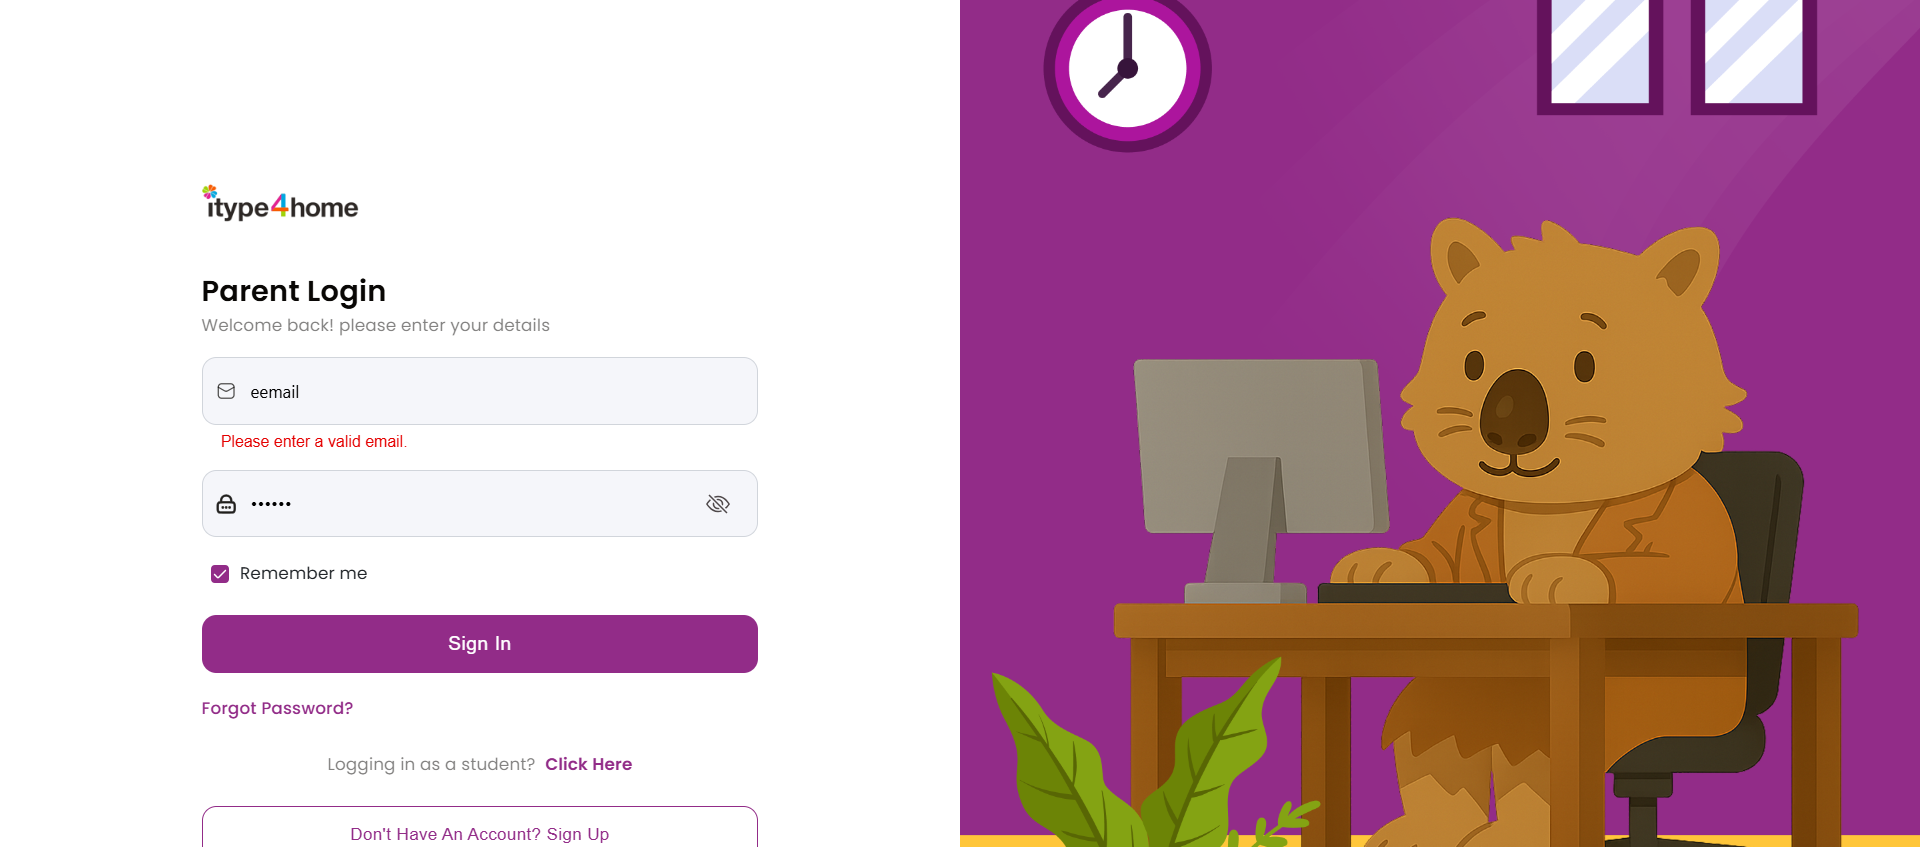 itype4home
Parent Login
Welcome back! please enter your details
eemail
Please enter a valid email.
••••••
Remember me
Sign In
Forgot Password?
Logging in as a student? Click Here
Don't Have An Account? Sign Up